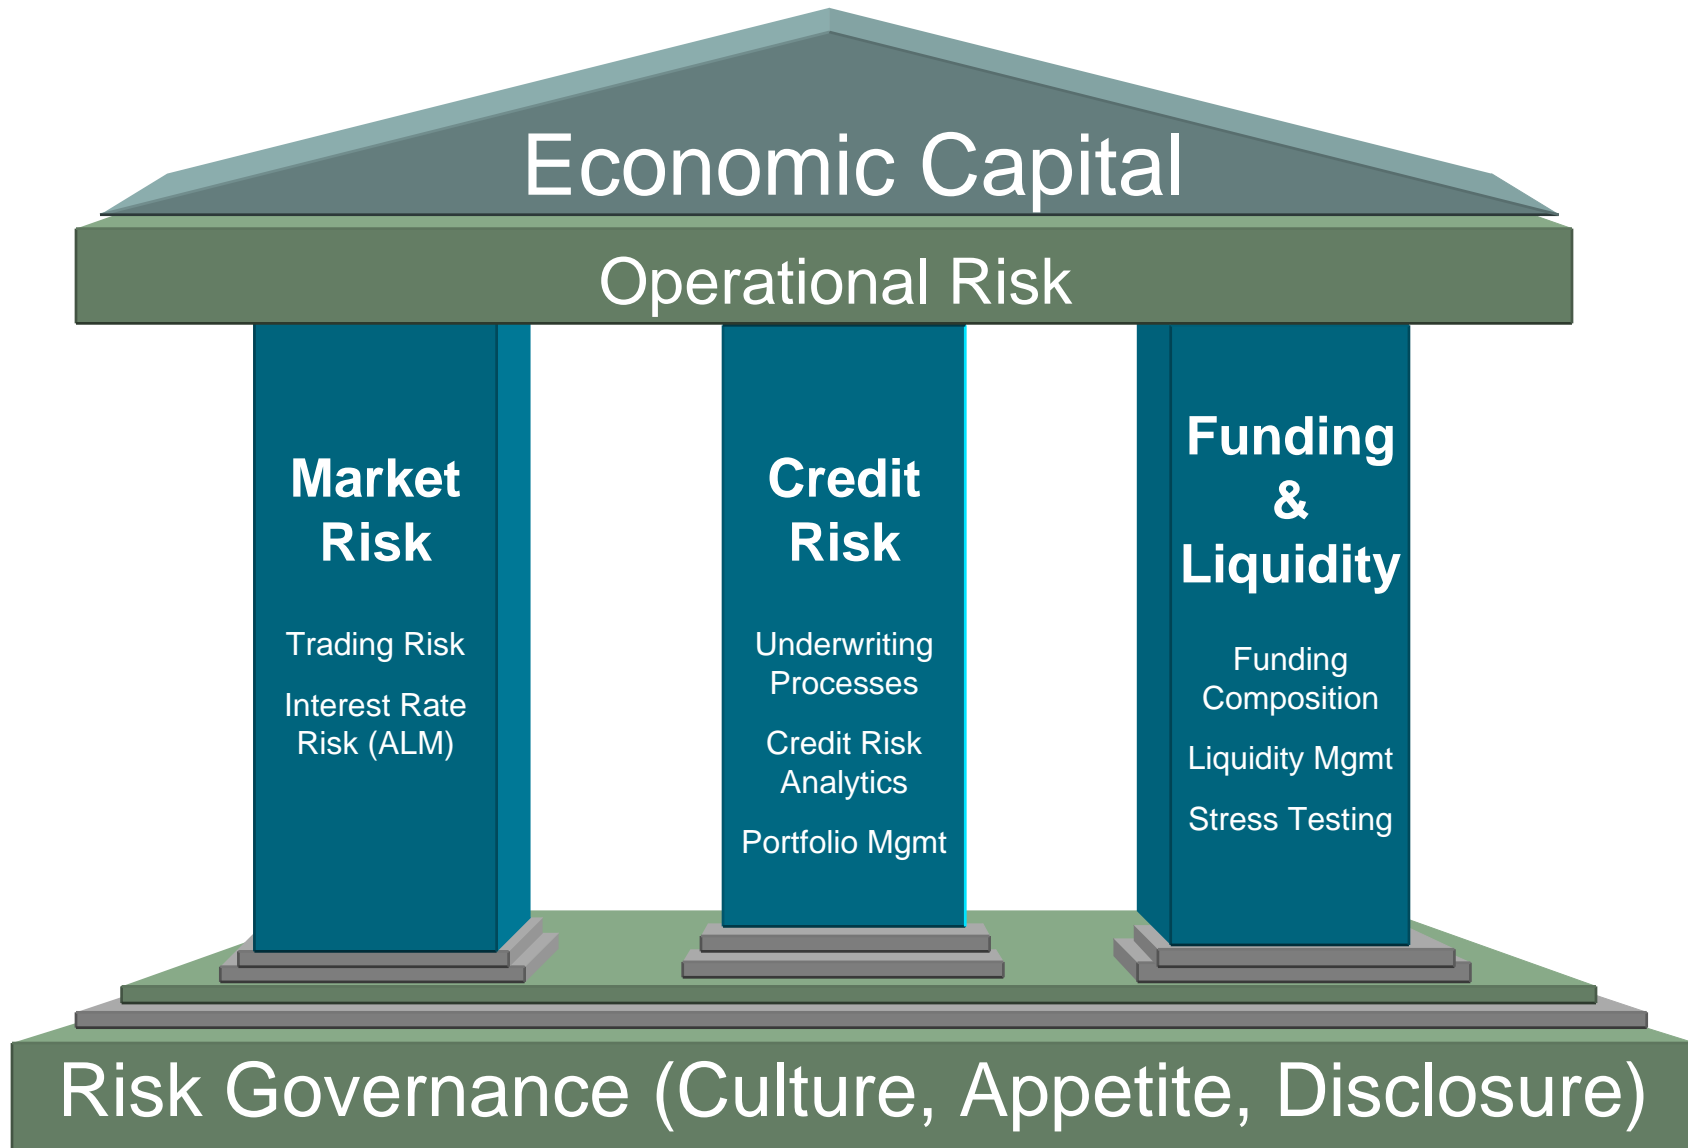 Economic Capital
Operational Risk
Market
Risk
Trading Risk
Interest Rate
Risk (ALM)
Credit
Risk
Underwriting
Processes
Credit Risk
Analytics
Portfolio Mgmt
Funding
&
Liquidity
Funding
Composition
Liquidity Mgmt
Stress Testing
Risk Governance (Culture, Appetite, Disclosure)